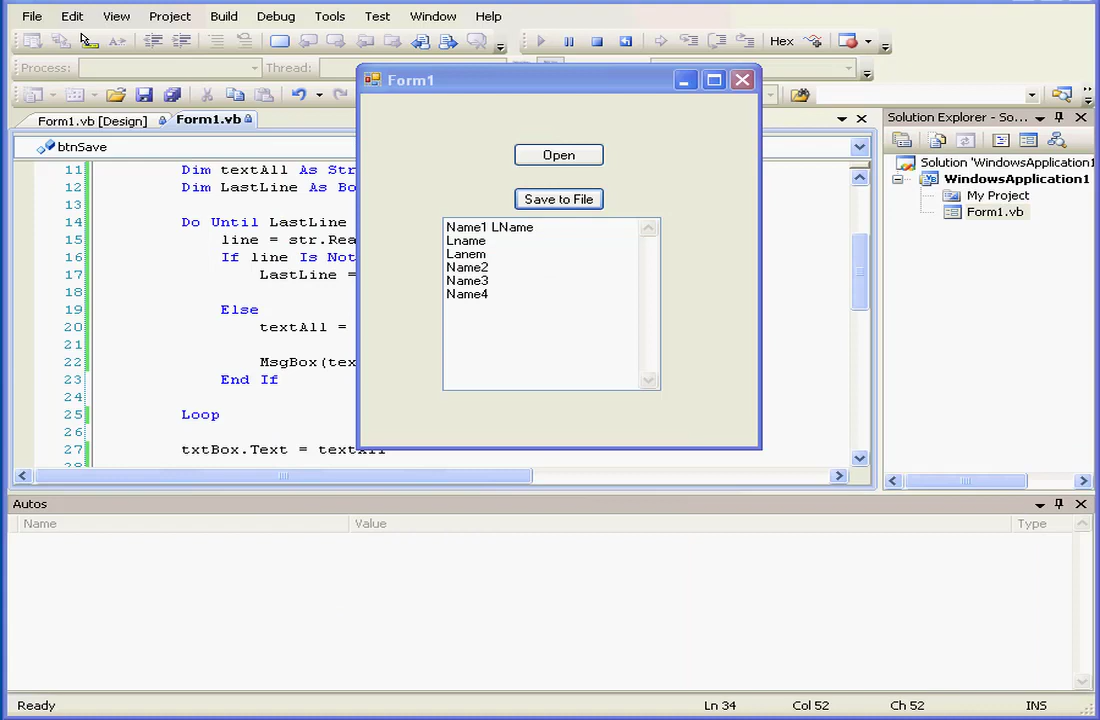 File Edit View Project Build Debug Tools Test Window Help
Hex
Process: Thread:
Form1.vb [Design] Form1.vb
btnSave
11 Dim textAll As Str
12 Dim LastLine As Bo
13
14 Do Until LastLine
15 line = str.Rea
16 If line Is Not
17 LastLine =
18
19 Else
20 textAll =
21
22 MsgBox(tex
23 End If
24
25 Loop
26
27 txtBox.Text = textAll
28
Form1
Open
Save to File
Name1 LName
Lname
Lanem
Name2
Name3
Name4
Solution Explorer - So...
Solution 'WindowsApplication1
WindowsApplication1
My Project
Form1.vb
Autos
Name Value Type
Ready Ln 34 Col 52 Ch 52 INS